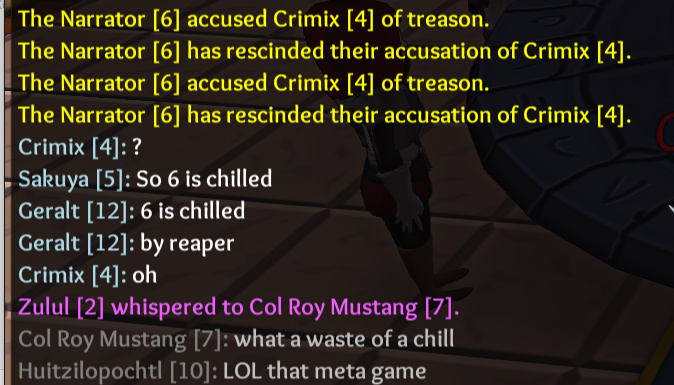 The Narrator [6] accused Crimix [4] of treason.
The Narrator [6] has rescinded their accusation of Crimix [4].
The Narrator [6] accused Crimix [4] of treason.
The Narrator [6] has rescinded their accusation of Crimix [4].
Crimix [4]: ?
Sakuya [5]: So 6 is chilled
Geralt [12]: 6 is chilled
Geralt [12]: by reaper
Crimix [4]: oh
Zulul [2] whispered to Col Roy Mustang [7].
Col Roy Mustang [7]: what a waste of a chill
Huitzilopochtl [10]: LOL that meta game